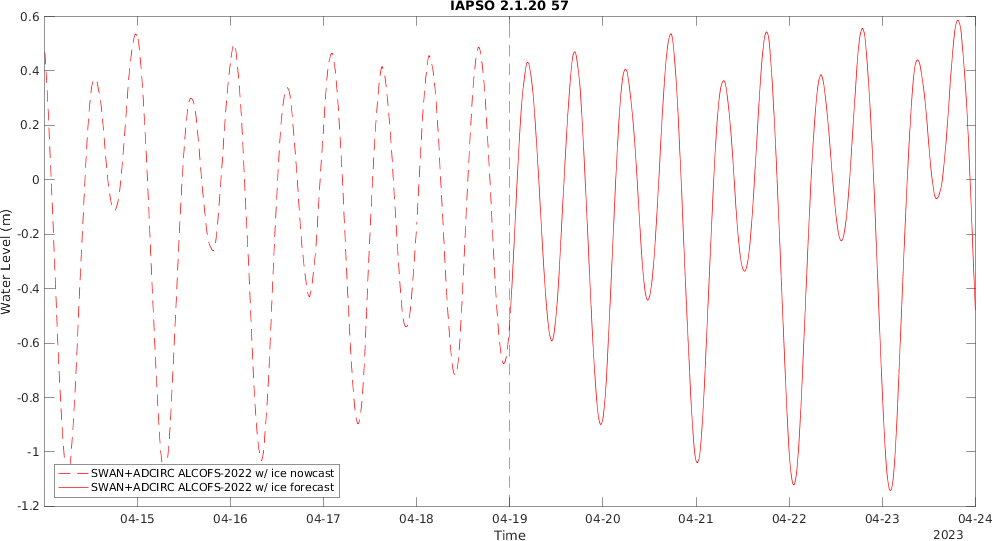 IAPSO 2.1.20 57
0.6
0.4
0.2
0
-0.2
-0.4
-0.6
-0.8
-1
-1.2
Water Level (m)
SWAN+ADCIRC ALCOFS-2022 w/ ice nowcast
SWAN+ADCIRC ALCOFS-2022 w/ ice forecast
04-15 04-16 04-17 04-18 04-19 04-20 04-21 04-22 04-23 04-24
Time
2023